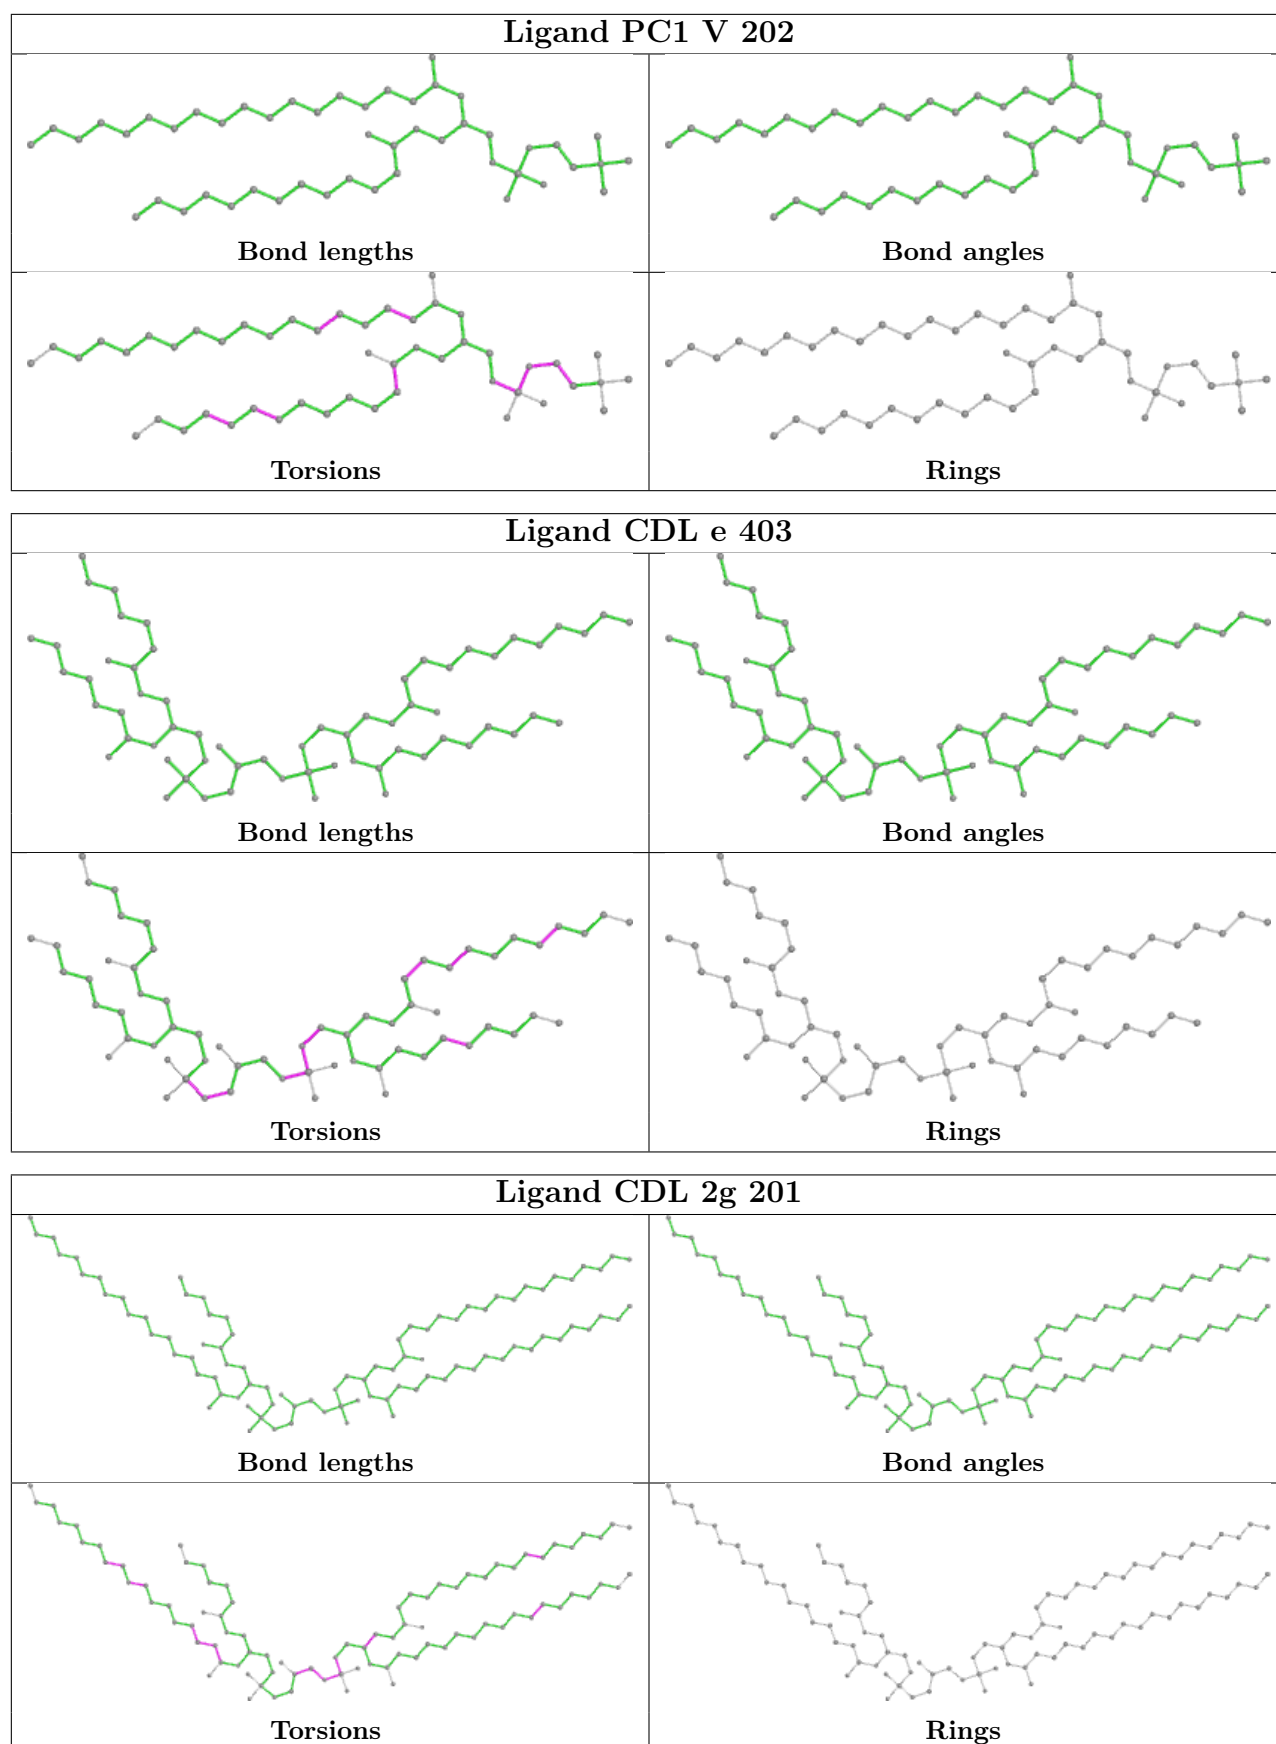 Ligand PC1 V 202
Bond lengths
Bond angles
Torsions
Rings
Ligand CDL e 403
Bond lengths
Bond angles
Torsions
Rings
Ligand CDL 2g 201
Bond lengths
Bond angles
Torsions
Rings